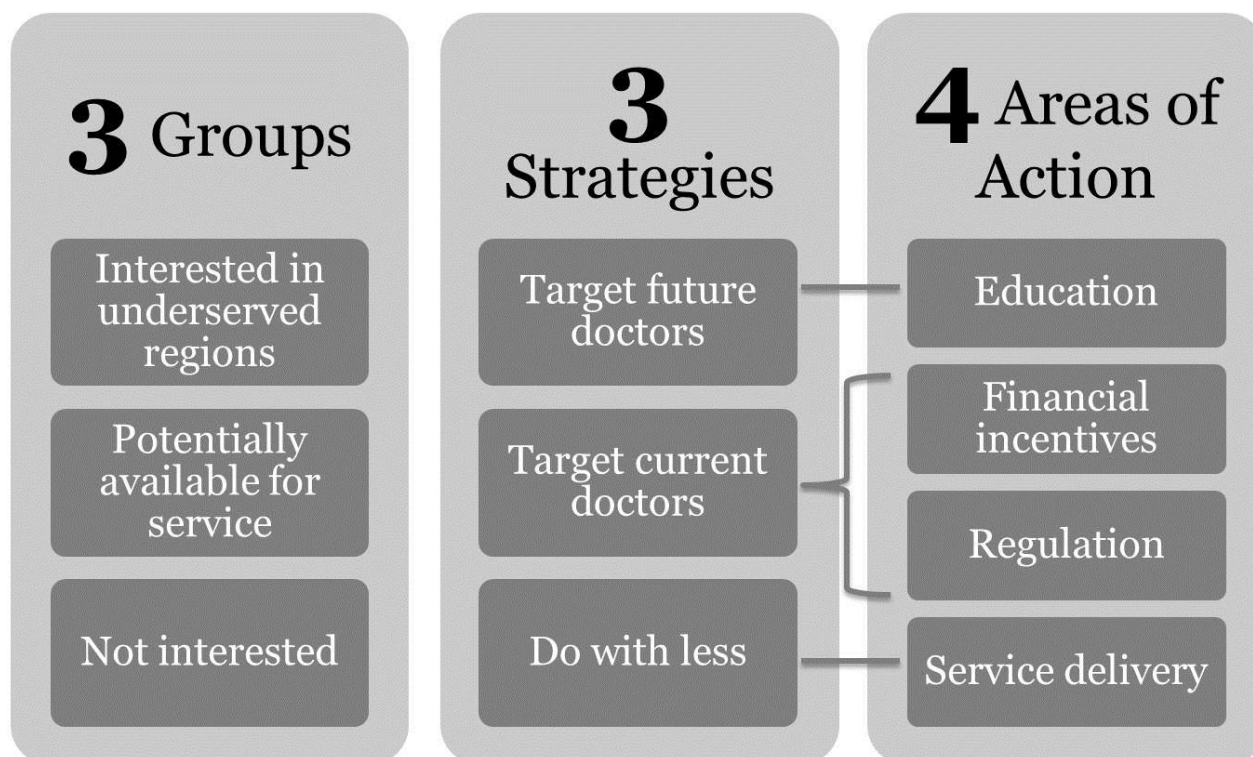 3 Groups
Interested in
underserved
regions
Potentially
available for
service
Not interested
3
Strategies
Target future
doctors
Target current
doctors
Do with less
4 Areas of
Action
Education
Financial
incentives
Regulation
Service delivery